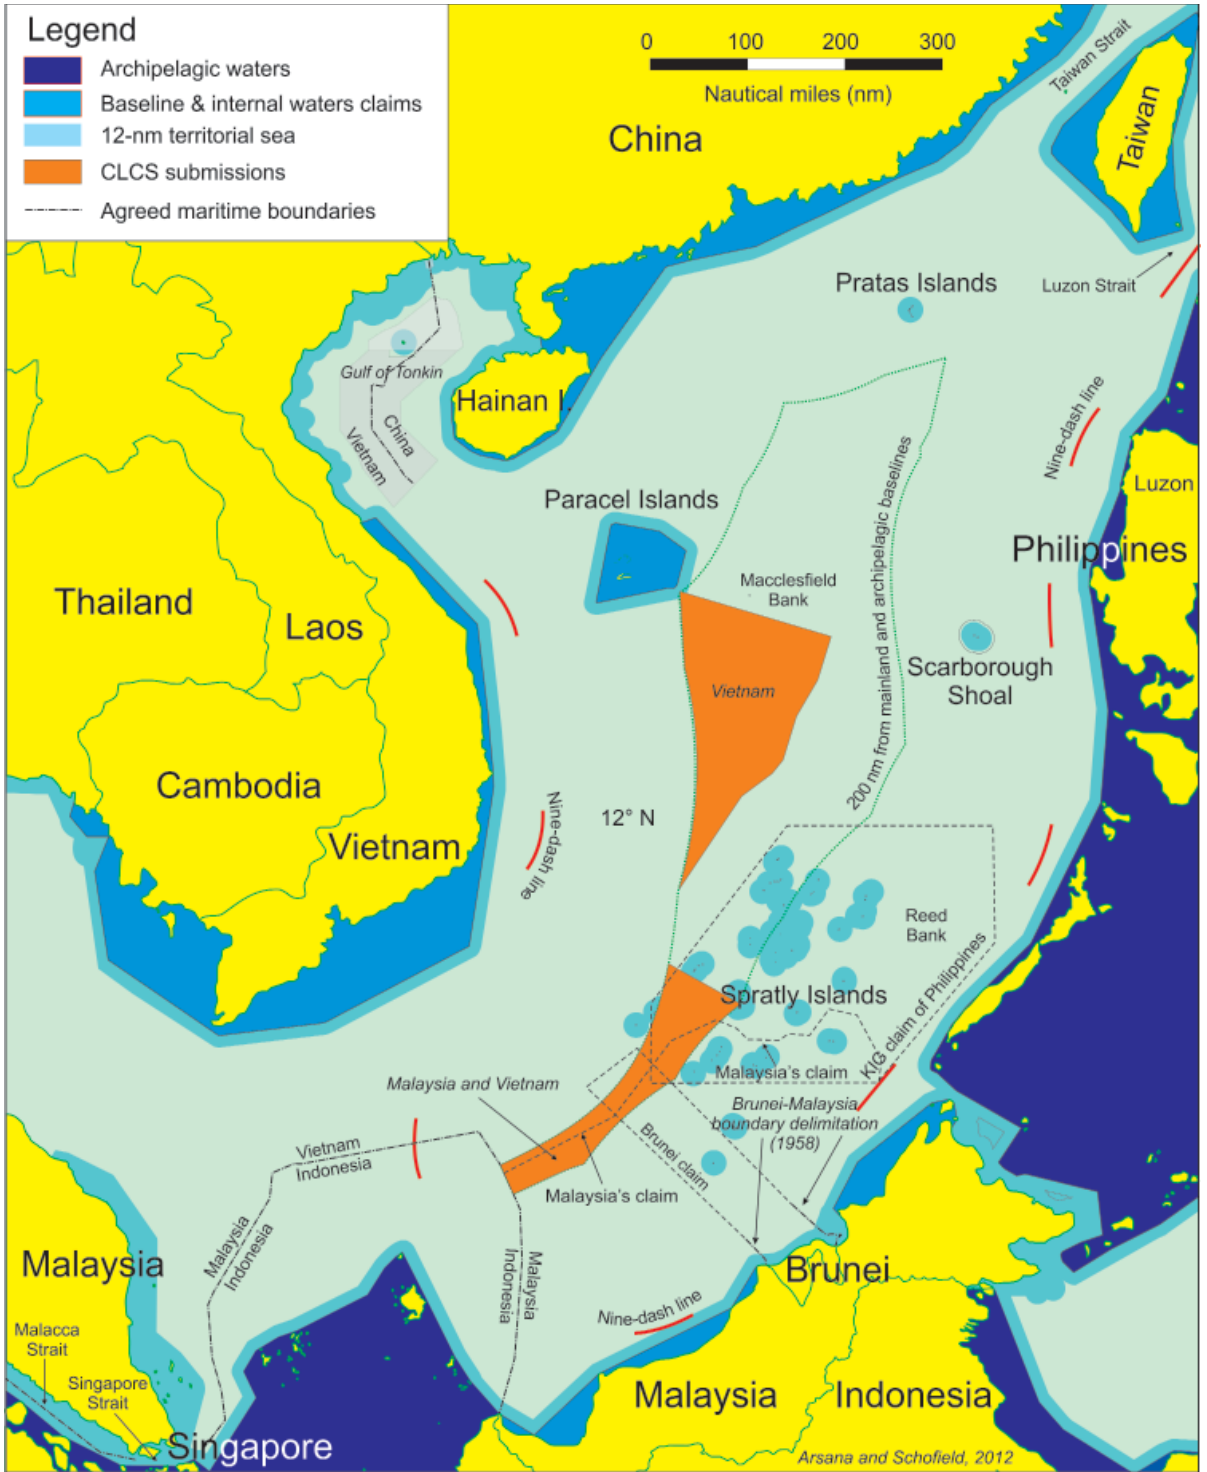 Legend
Archipelagic waters
Baseline & internal waters claims
12-nm territorial sea
CLCS submissions
Agreed maritime boundaries
0 100 200 300
Nautical miles (nm)
China
Taiwan Strait
Taiwan
Luzon Strait
Pratas Islands
Gulf of Tonkin
Hainan I.
China
Vietnam
Nine-dash line
Luzon
Paracel Islands
Philippines
Macclesfield
Bank
200 nm from mainland and archipelagic baselines
Thailand
Laos
Scarborough
Shoal
Vietnam
Cambodia
Vietnam
12° N
Nine-dash line
Reed
Bank
Spratly Islands
KIG claim of Philippines
Malaysia's claim
Malaysia and Vietnam
Brunei-Malaysia
boundary delimitation
(1958)
Brunei claim
Vietnam
Indonesia
Malaysia's claim
Malaysia
Indonesia
Malaysia
Indonesia
Malaysia
Brunei
Nine-dash line
Malacca
Strait
Singapore
Strait
Malaysia
Indonesia
Singapore
Arsana and Schofield, 2012